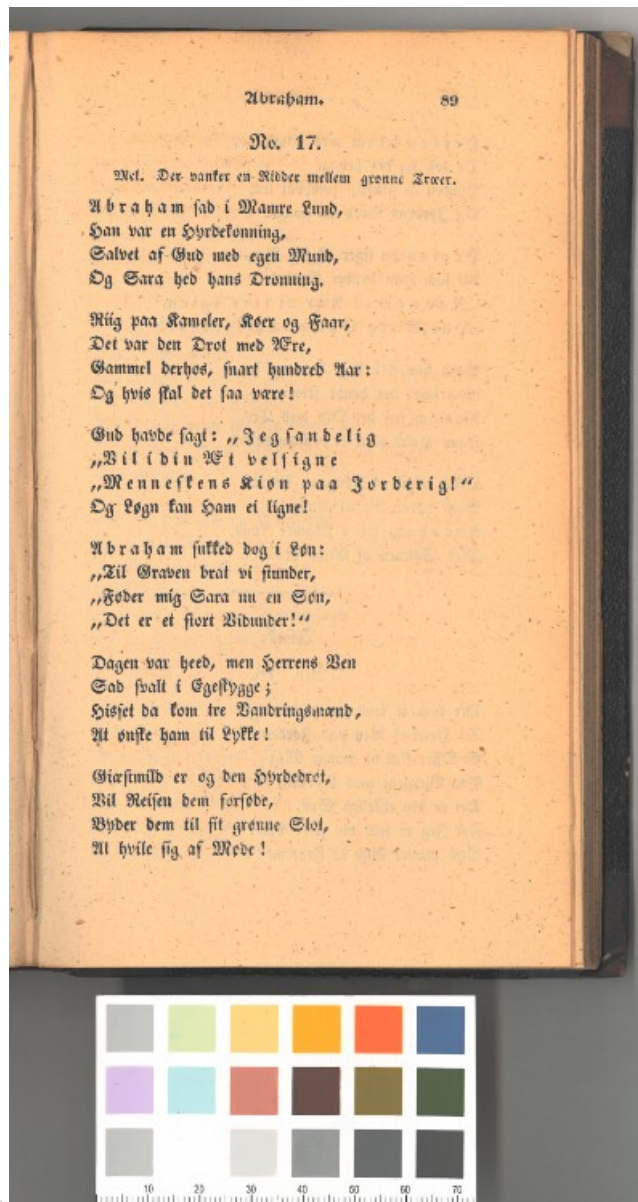 Abraham.
89
No. 17.
Mel. Der vanker en Ridder mellem grønne Træer.
Abraham sad i Mamre Lund,
Han var en Hyrdekonning,
Salvet af Gud med egen Mund,
Og Sara hed hans Dronning.
Riig paa Kameler, Køer og Faar,
Det var den Drot med Ære,
Gammel derhos, snart hundred Aar:
Og hvis skal det saa være!
Gud havde sagt: „Jeg sandelig
„Vil i din Æt velsigne
„Menneskens Kiøn paa Jorderig!“
Og Løgn kan Ham ei ligne!
Abraham sukked dog i Løn:
„Til Graven brat vi stunder,
„Føder mig Sara nu en Søn,
„Det er et stort Vidunder!“
Dagen var heed, men Herrens Ven
Sad svalt i Egeskygge;
Hisset da kom tre Vandringsmænd,
At ønske ham til Lykke!
Giæstmild er og den Hyrdedrot,
Vil Reisen dem forsøde,
Byder dem til sit grønne Slot,
At hvile sig af Møde!
10 20 30 40 50 60 70